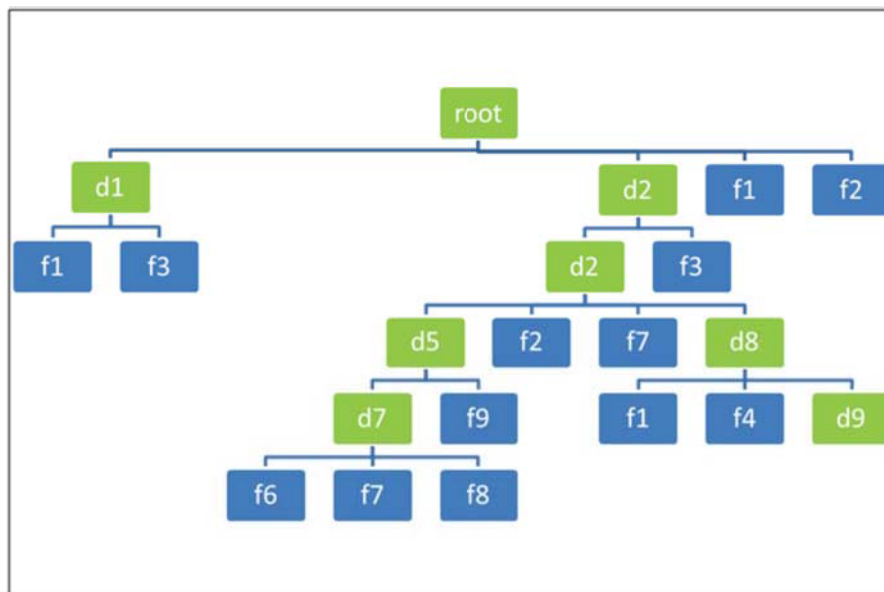 root
d1 d2 f1 f2
f1 f3 d2 f3
d5 f2 f7 d8
d7 f9 f1 f4 d9
f6 f7 f8